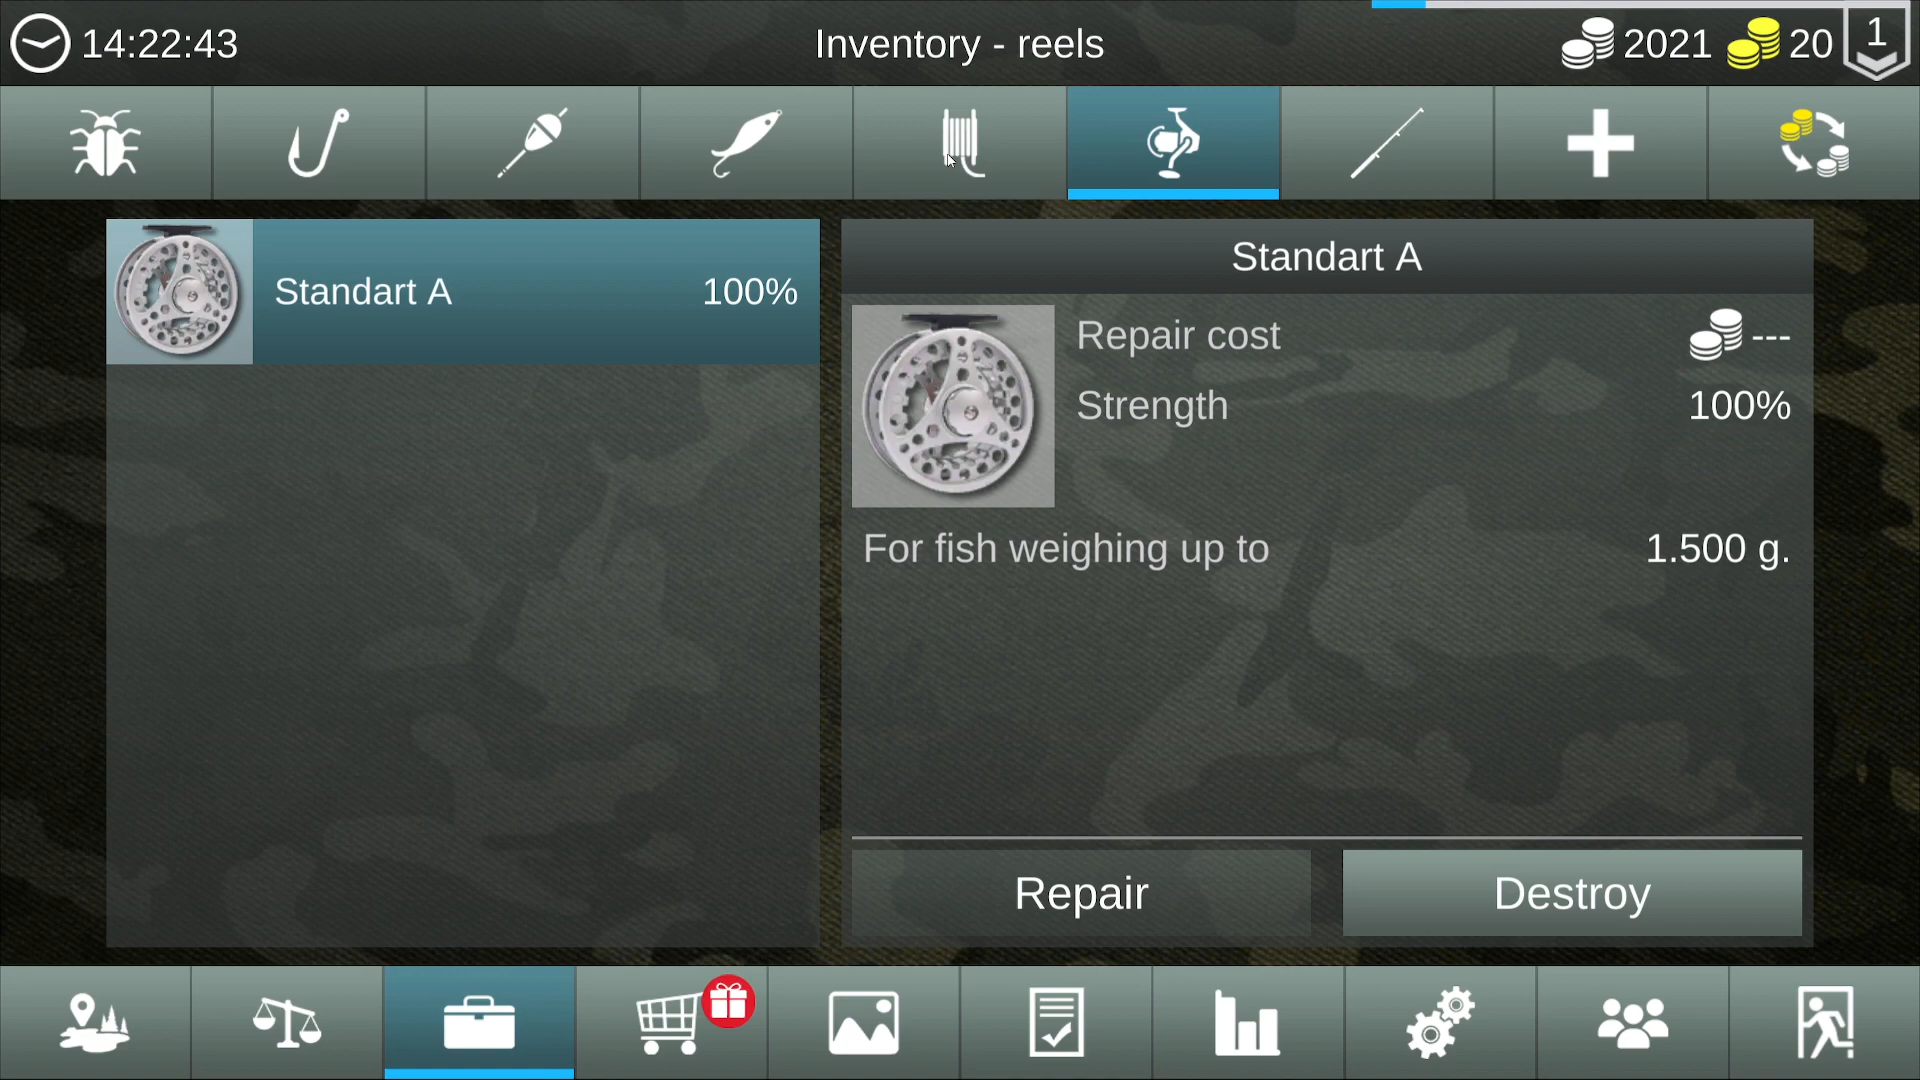 14:22:43
Inventory - reels
2021
20
1
Standart A
100%
Standart A
Repair cost
---
Strength
100%
For fish weighing up to
1.500 g.
Repair
Destroy